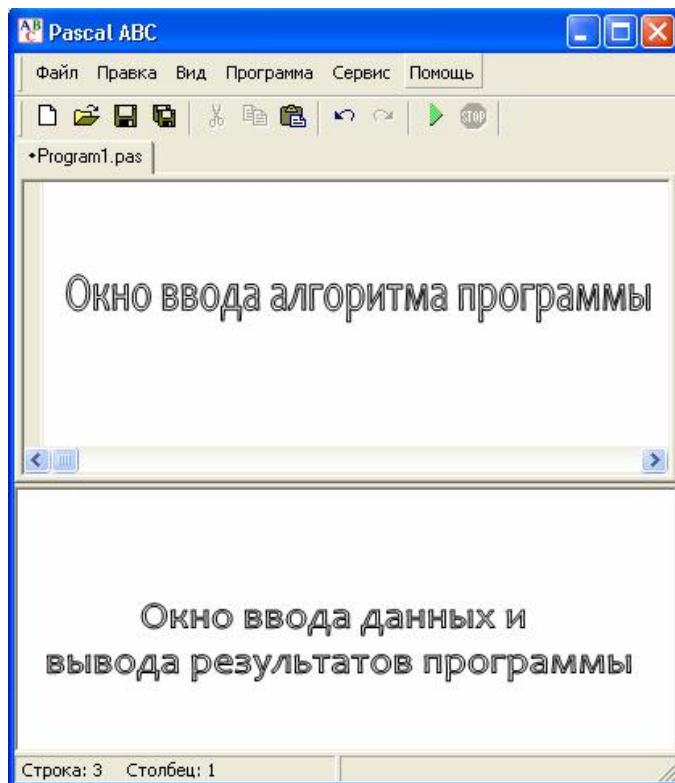 Pascal ABC
Файл Правка Вид Программа Сервис Помощь
STOP
•Program1.pas
Окно ввода алгоритма программы
Окно ввода данных и
вывода результатов программы
Строка: 3 Столбец: 1